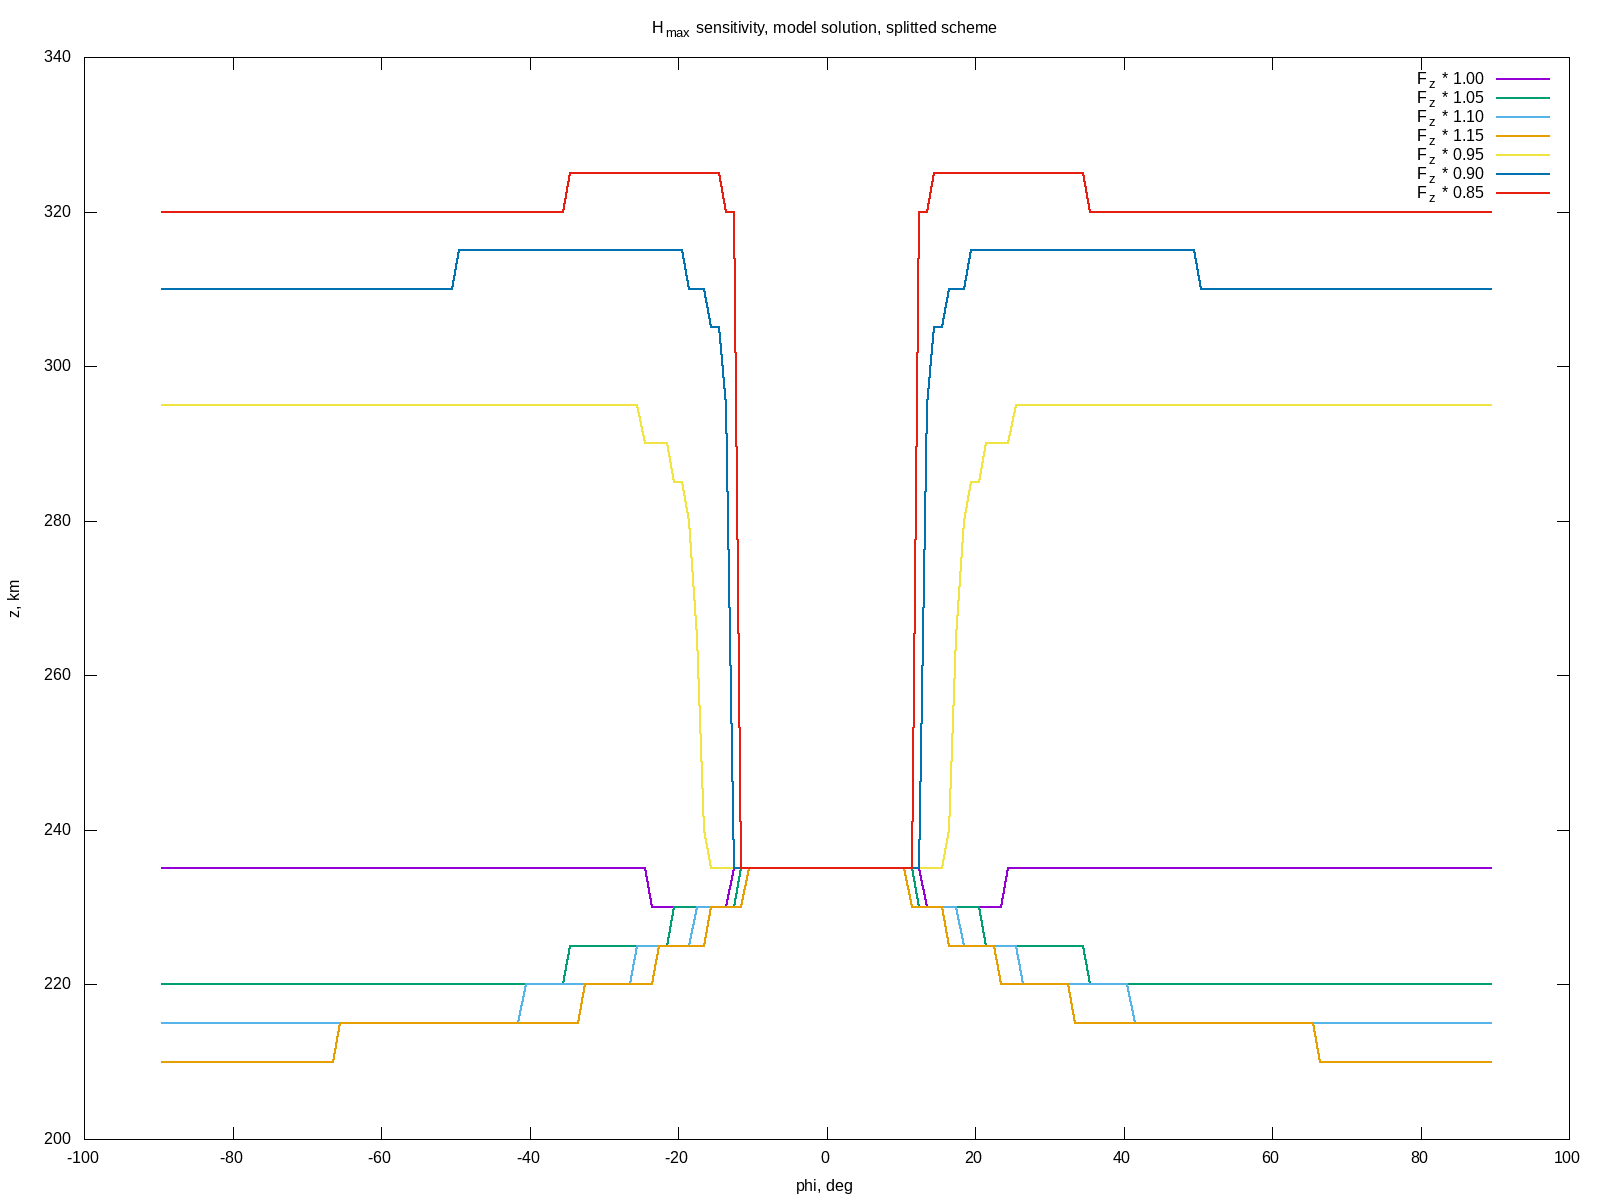 H max sensitivity, model solution, splitted scheme
F z * 1.00
F z * 1.05
F z * 1.10
F z * 1.15
F z * 0.95
F z * 0.90
F z * 0.85
340
320
300
280
260
240
220
200
z, km
-100 -80 -60 -40 -20 0 20 40 60 80 100
phi, deg